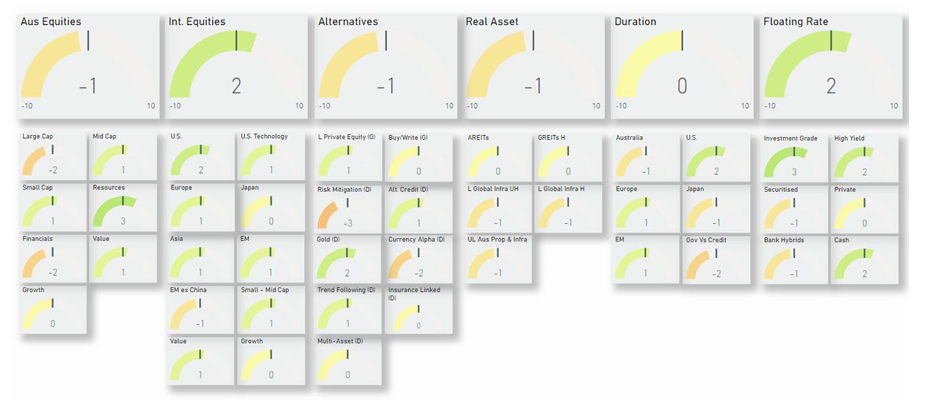 Aus Equities
-1
-10 10
Int. Equities
2
-10 10
Alternatives
-1
-10 10
Real Asset
-1
-10 10
Duration
0
-10 10
Floating Rate
2
-10 10
Large Cap
-2
Mid Cap
1
Small Cap
1
Resources
3
Financials
-2
Value
1
Growth
0
U.S.
2
U.S. Technology
1
Europe
1
Japan
0
Asia
1
EM
1
EM ex China
-1
Small - Mid Cap
1
Value
1
Growth
0
L Private Equity (G)
1
Buy/Write (G)
0
Risk Mitigation (D)
-3
Alt. Credit (D)
1
Gold (D)
2
Currency Alpha (D)
-2
Trend Following (D)
1
Insurance Linked
(D)
0
Multi-Asset (D)
0
AREITs
0
GREITs H
0
L Global Infra UH
-1
L Global Infra H
-1
UL Aus Prop & Infra
-1
Australia
-1
U.S.
2
Europe
1
Japan
-1
EM
1
Gov Vs Credit
-2
Investment Grade
3
High Yield
2
Securitised
-1
Private
0
Bank Hybrids
-1
Cash
2